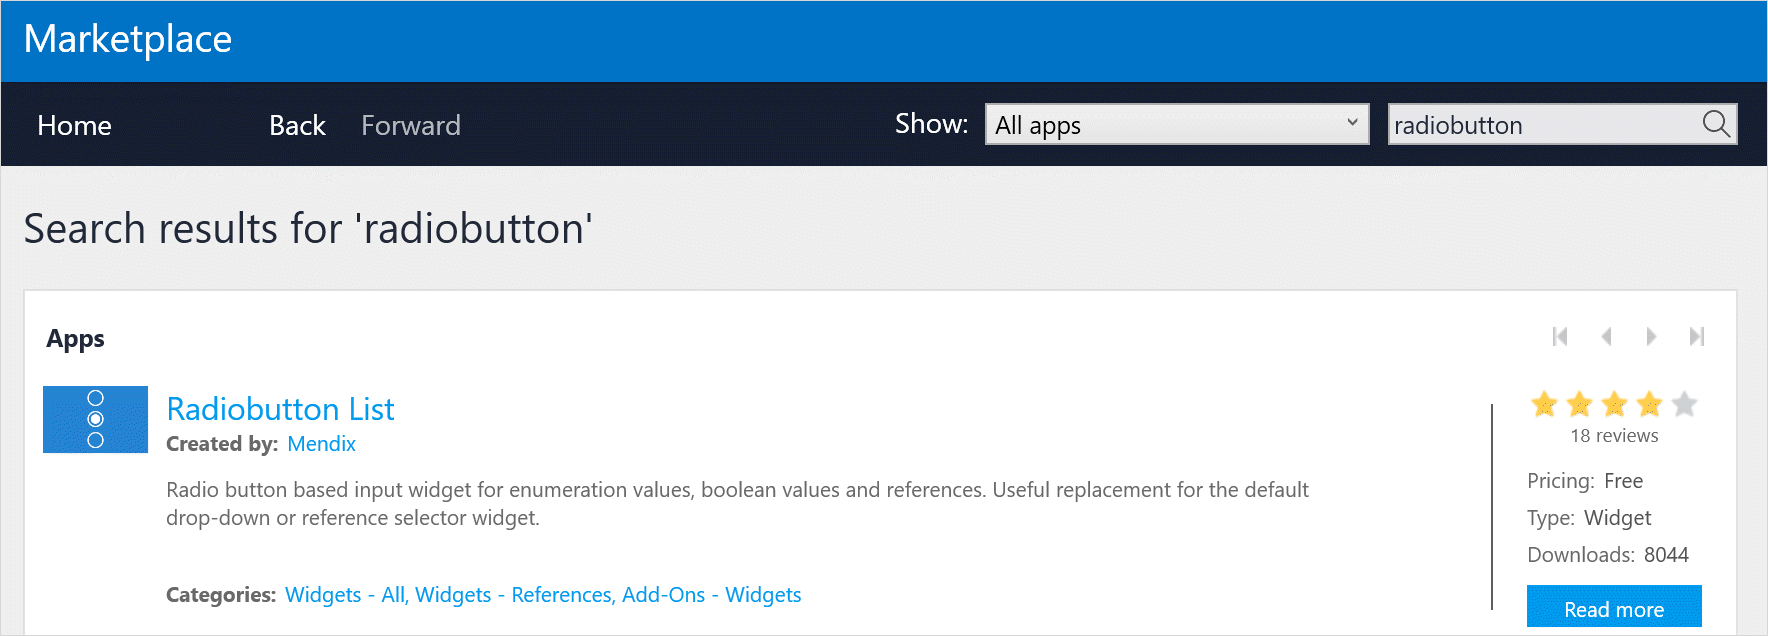 Marketplace
Home Back Forward Show: All apps radiobutton
Search results for 'radiobutton'
Apps
Radiobutton List
Created by: Mendix
Radio button based input widget for enumeration values, boolean values and references. Useful replacement for the default
drop-down or reference selector widget.
Categories: Widgets - All, Widgets - References, Add-Ons - Widgets
18 reviews
Pricing: Free
Type: Widget
Downloads: 8044
Read more